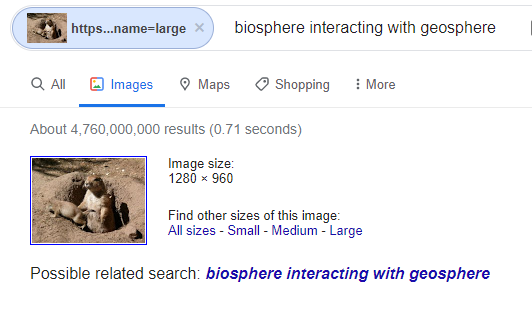 https...name=large × biosphere interacting with geosphere
All Images Maps Shopping More
About 4,760,000,000 results (0.71 seconds)
Image size:
1280 × 960
Find other sizes of this image:
All sizes - Small - Medium - Large
Possible related search: biosphere interacting with geosphere